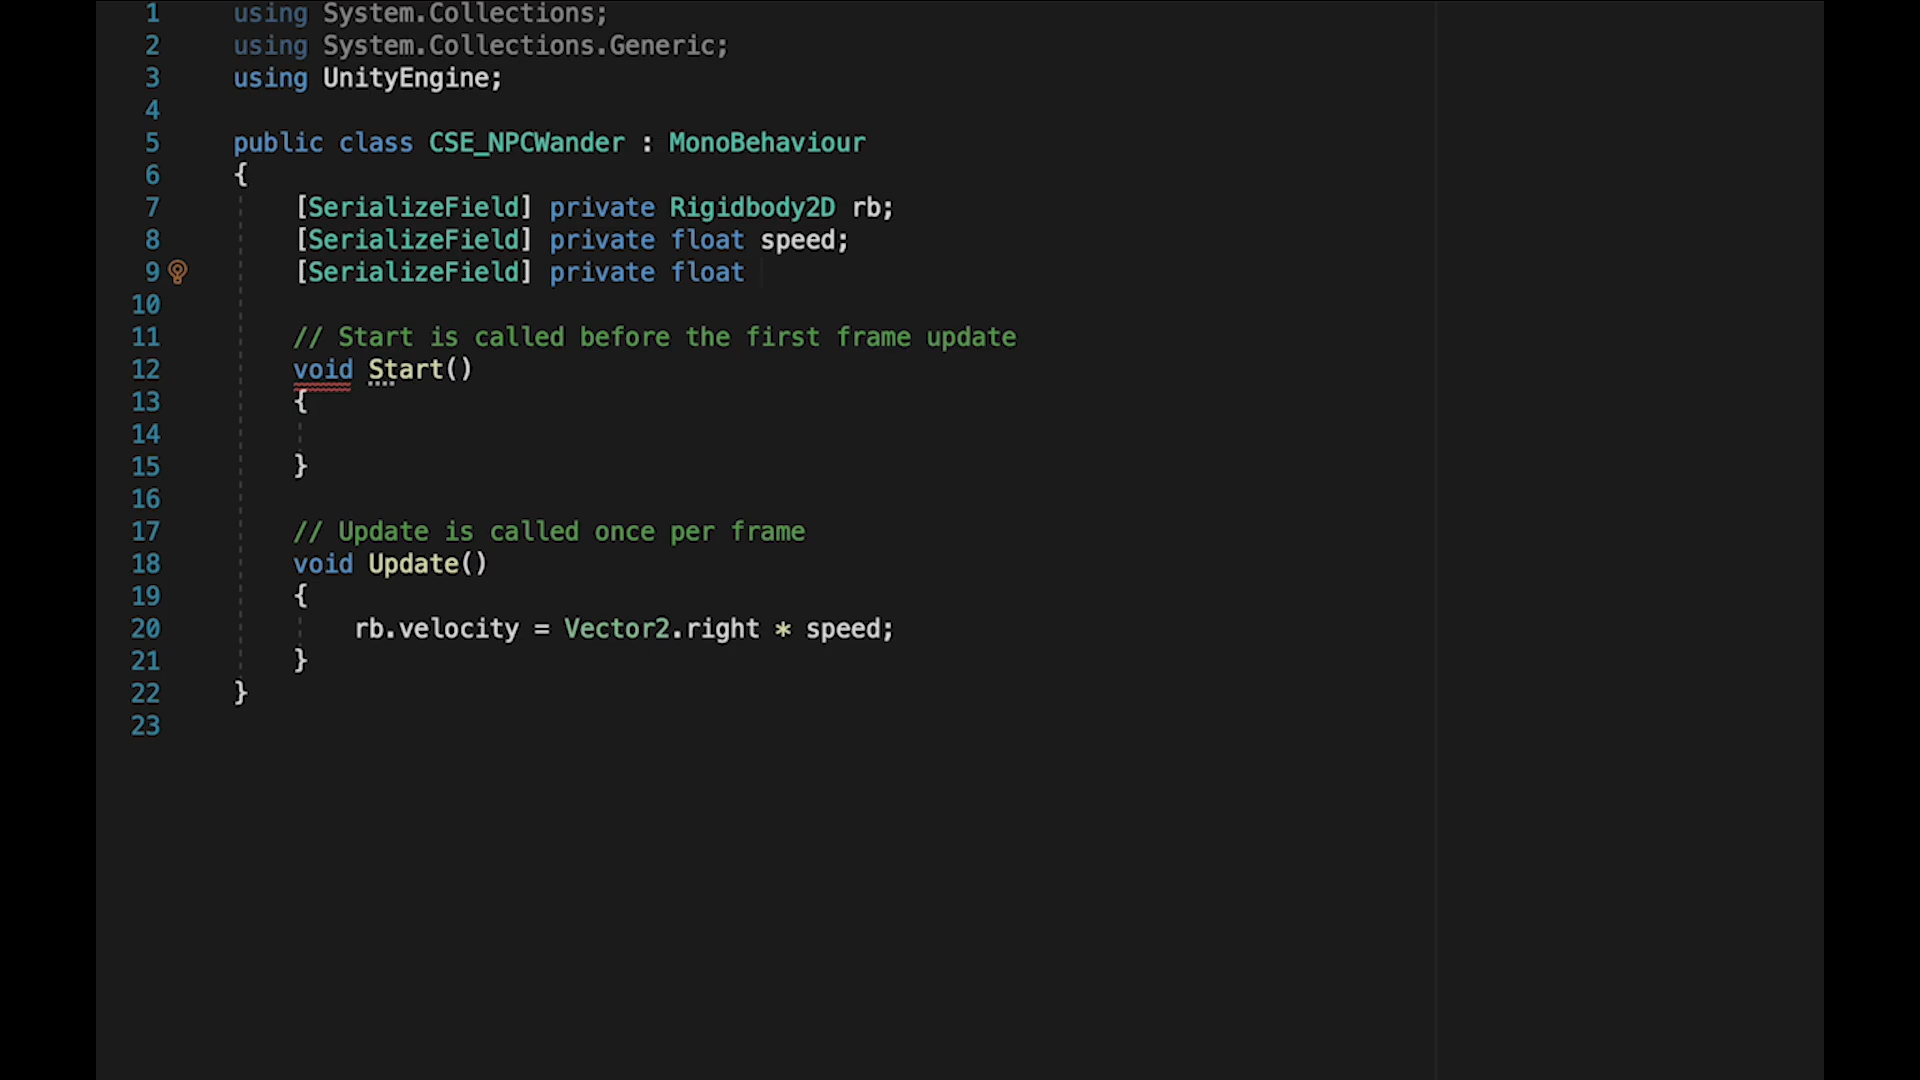 1 using System.Collections;
2 using System.Collections.Generic;
3 using UnityEngine;
4
5 public class CSE_NPCWander : MonoBehaviour
6 {
7 [SerializeField] private Rigidbody2D rb;
8 [SerializeField] private float speed;
9 [SerializeField] private float
10
11 // Start is called before the first frame update
12 void Start()
13 {
14
15 }
16
17 // Update is called once per frame
18 void Update()
19 {
20 rb.velocity = Vector2.right * speed;
21 }
22 }
23